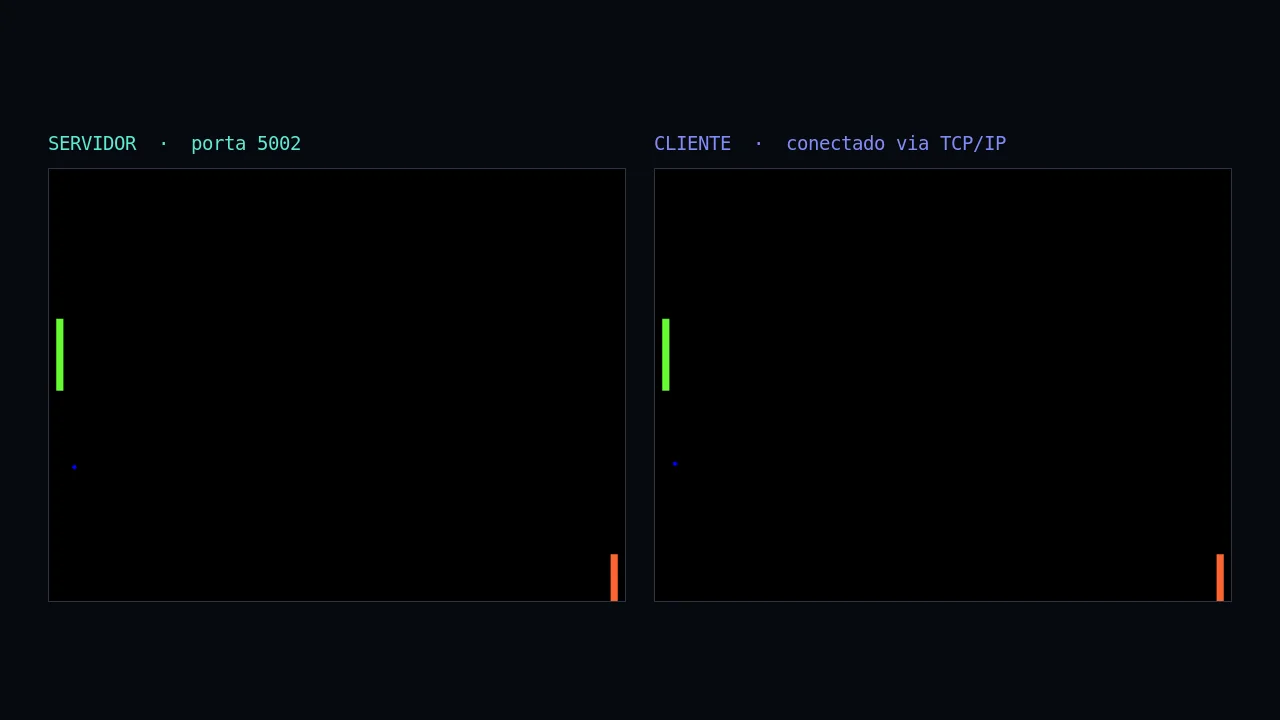 SERVIDOR · porta 5002
CLIENTE · conectado via TCP/IP